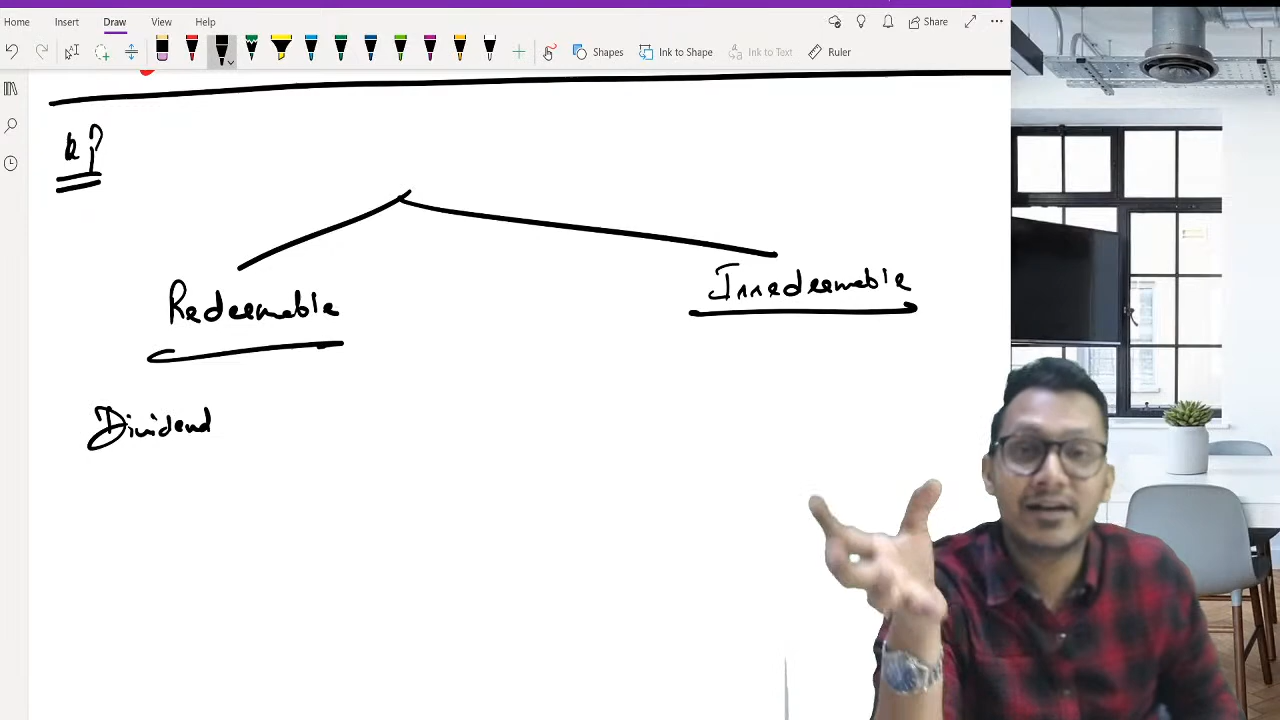 Home Insert Draw View Help Share
Shapes Ink to Shape Ink to Text Ruler
kp
Redeemable Irredeemable
Dividend